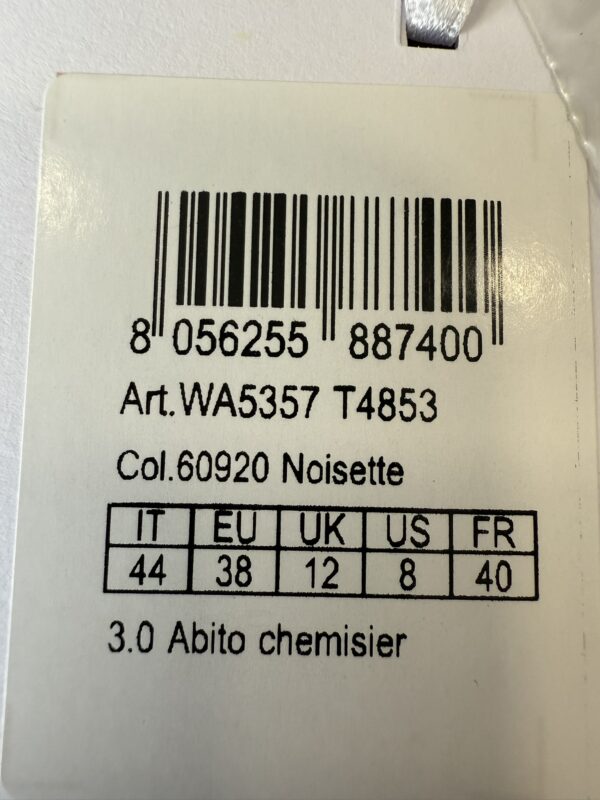 8 056255 887400
Art.WA5357 T4853
Col.60920 Noisette
IT EU UK US FR
44 38 12 8 40
3.0 Abito chemisier